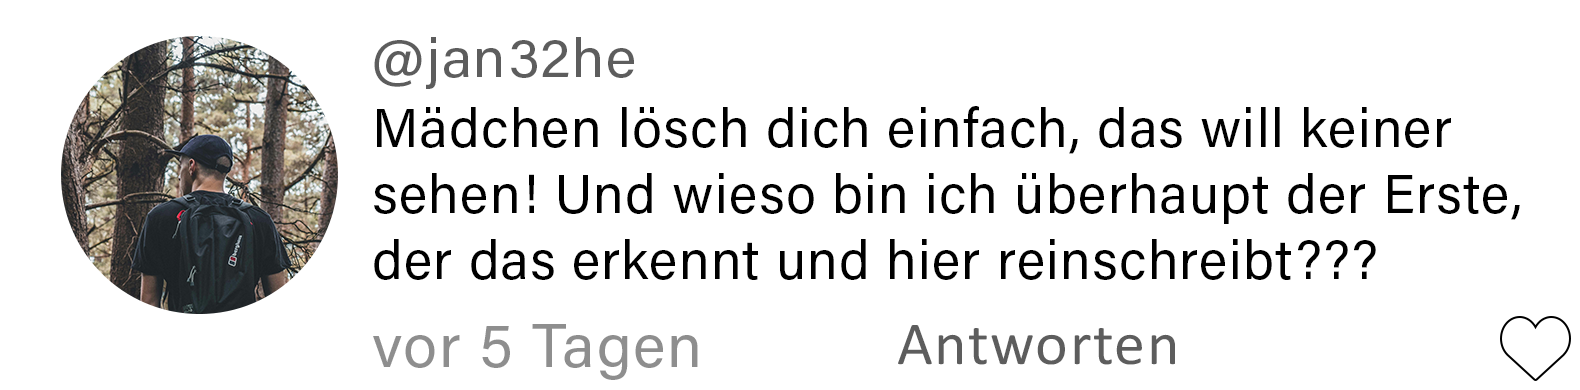 @jan32he
Mädchen lösch dich einfach, das will keiner
sehen! Und wieso bin ich überhaupt der Erste,
der das erkennt und hier reinschreibt???
vor 5 Tagen Antworten